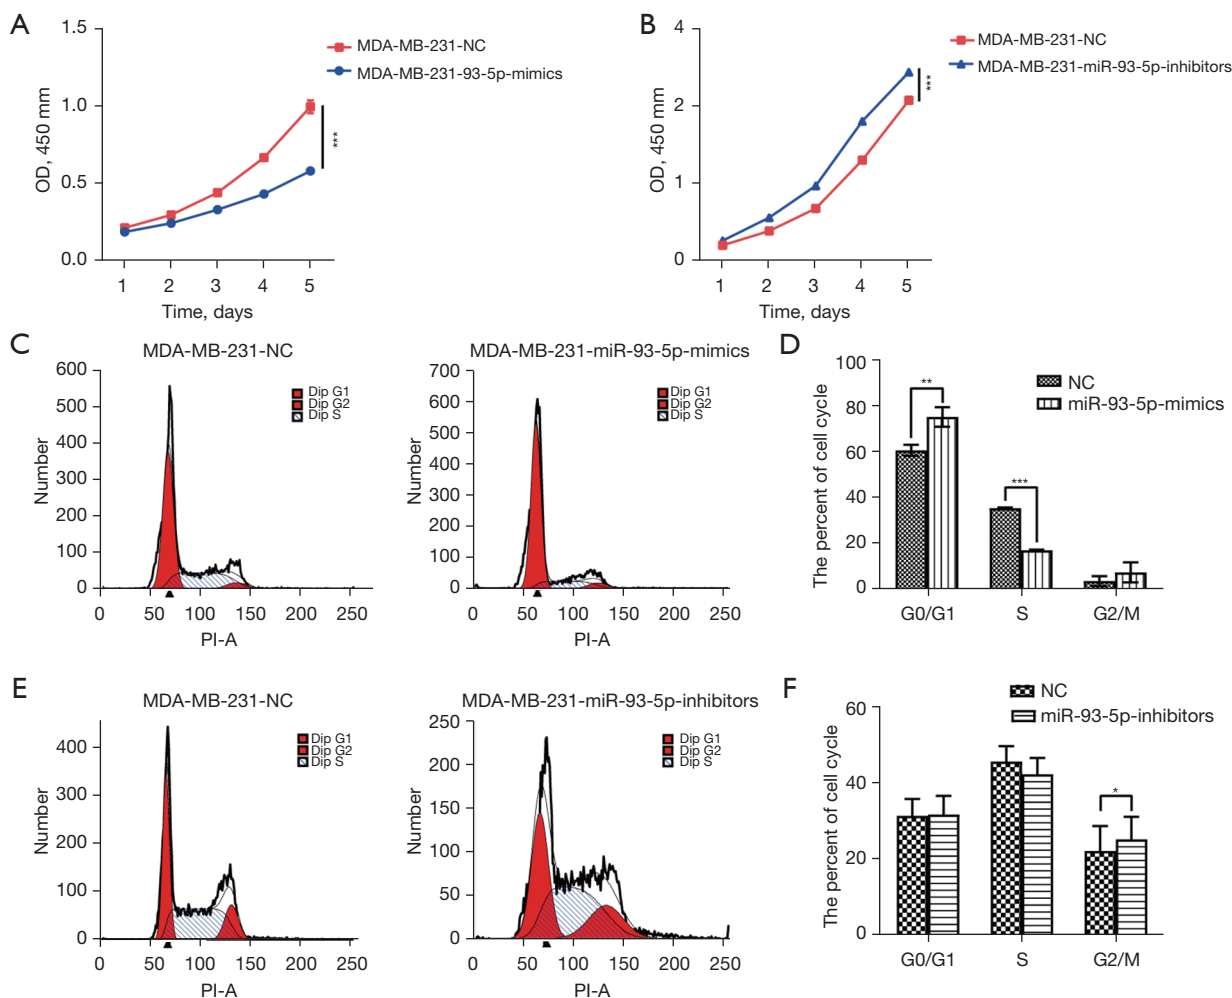 A
1.5
1.0
0.5
0.0
OD, 450 mm
1 2 3 4 5
Time, days
MDA-MB-231-NC
MDA-MB-231-93-5p-mimics
***
B
4
2
1
0
OD, 450 mm
1 2 3 4 5
Time, days
MDA-MB-231-NC
MDA-MB-231-miR-93-5p-inhibitors
***
C
MDA-MB-231-NC
600
500
400
300
200
100
0
Number
0 50 100 150 200 250
PI-A
Dip G1
Dip G2
Dip S
MDA-MB-231-miR-93-5p-mimics
700
600
500
400
300
200
100
0
Number
0 50 100 150 200 250
PI-A
Dip G1
Dip G2
Dip S
D
100
80
60
40
20
0
The percent of cell cycle
NC
miR-93-5p-mimics
**
***
G0/G1 S G2/M
E
MDA-MB-231-NC
400
300
200
100
0
Number
0 50 100 150 200 250
PI-A
Dip G1
Dip G2
Dip S
MDA-MB-231-miR-93-5p-inhibitors
250
200
150
100
50
0
Number
0 50 100 150 200 250
PI-A
Dip G1
Dip G2
Dip S
F
60
40
20
0
The percent of cell cycle
NC
miR-93-5p-inhibitors
*
G0/G1 S G2/M